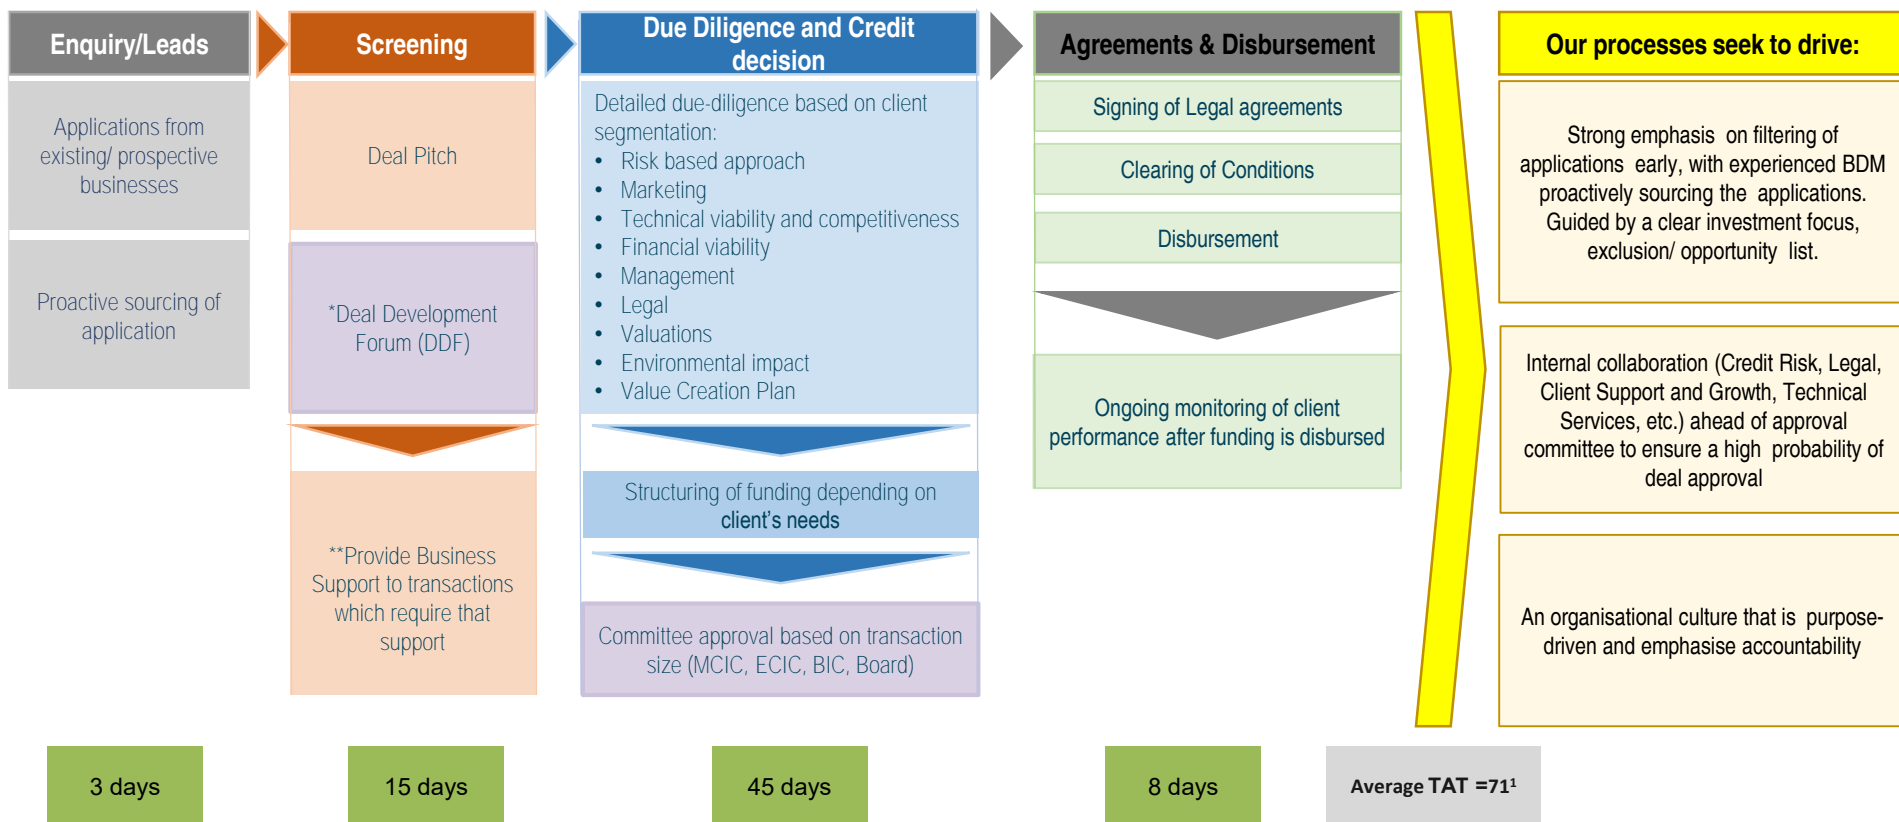 Enquiry/Leads
Applications from
existing/ prospective
businesses
Proactive sourcing of
application
3 days
Screening
Deal Pitch
*Deal Development
Forum (DDF)
**Provide Business
Support to transactions
which require that
support
15 days
Due Diligence and Credit
decision
Detailed due-diligence based on client
segmentation:
• Risk based approach
• Marketing
• Technical viability and competitiveness
• Financial viability
• Management
• Legal
• Valuations
• Environmental impact
• Value Creation Plan
Structuring of funding depending on
client's needs
Committee approval based on transaction
size (MCIC, ECIC, BIC, Board)
45 days
Agreements & Disbursement
Signing of Legal agreements
Clearing of Conditions
Disbursement
Ongoing monitoring of client
performance after funding is disbursed
8 days
Our processes seek to drive:
Strong emphasis on filtering of
applications early, with experienced BDM
proactively sourcing the applications.
Guided by a clear investment focus,
exclusion/ opportunity list.
Internal collaboration (Credit Risk, Legal,
Client Support and Growth, Technical
Services, etc.) ahead of approval
committee to ensure a high probability of
deal approval
An organisational culture that is purpose-
driven and emphasise accountability
Average TAT =71¹